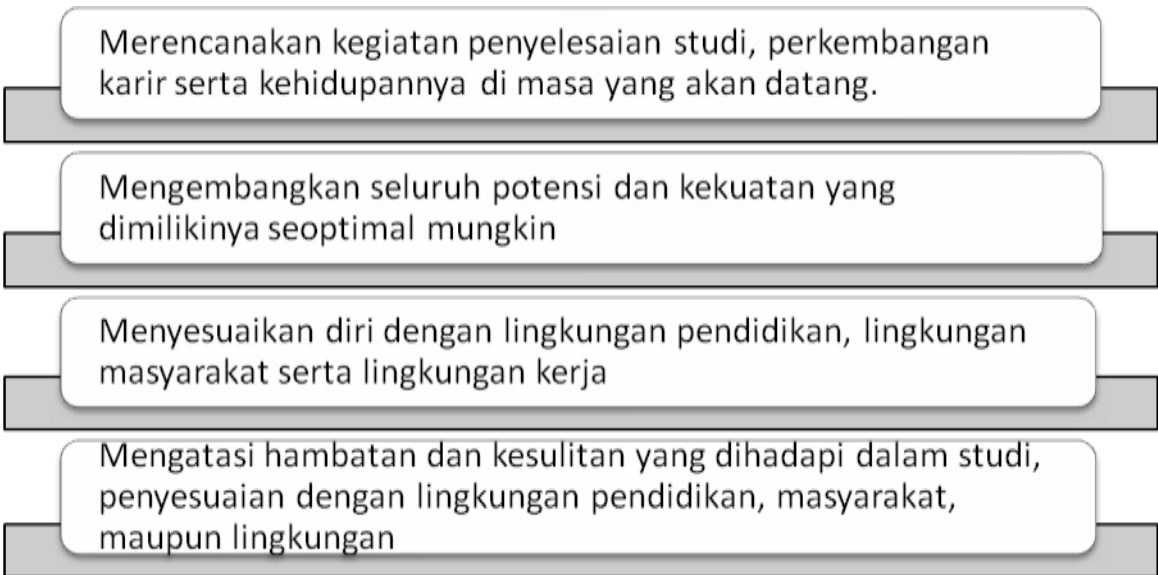 Merencanakan kegiatan penyelesaian studi, perkembangan
karir serta kehidupannya di masa yang akan datang.
Mengembangkan seluruh potensi dan kekuatan yang
dimilikinya seoptimal mungkin
Menyesuaikan diri dengan lingkungan pendidikan, lingkungan
masyarakat serta lingkungan kerja
Mengatasi hambatan dan kesulitan yang dihadapi dalam studi,
penyesuaian dengan lingkungan pendidikan, masyarakat,
maupun lingkungan